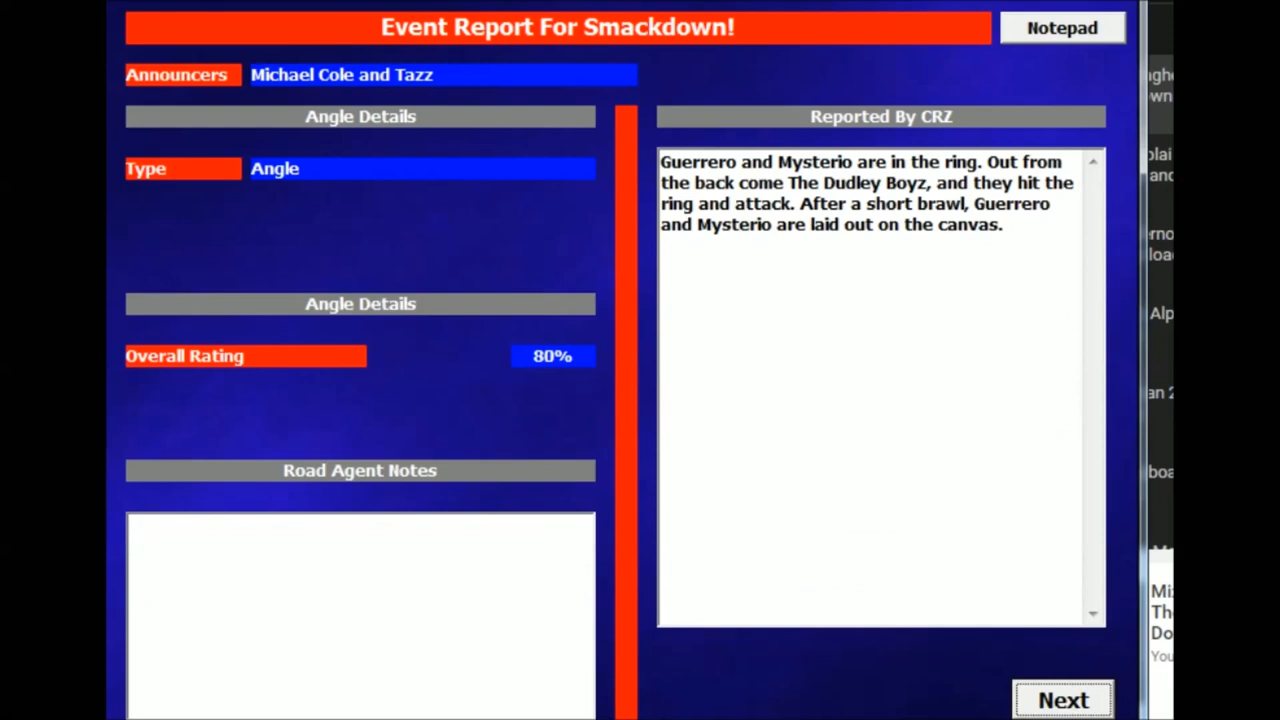 Event Report For Smackdown!
Notepad
Announcers
Michael Cole and Tazz
Angle Details
Type
Angle
Angle Details
Overall Rating
80%
Road Agent Notes
Reported By CRZ
Guerrero and Mysterio are in the ring. Out from
the back come The Dudley Boyz, and they hit the
ring and attack. After a short brawl, Guerrero
and Mysterio are laid out on the canvas.
Next